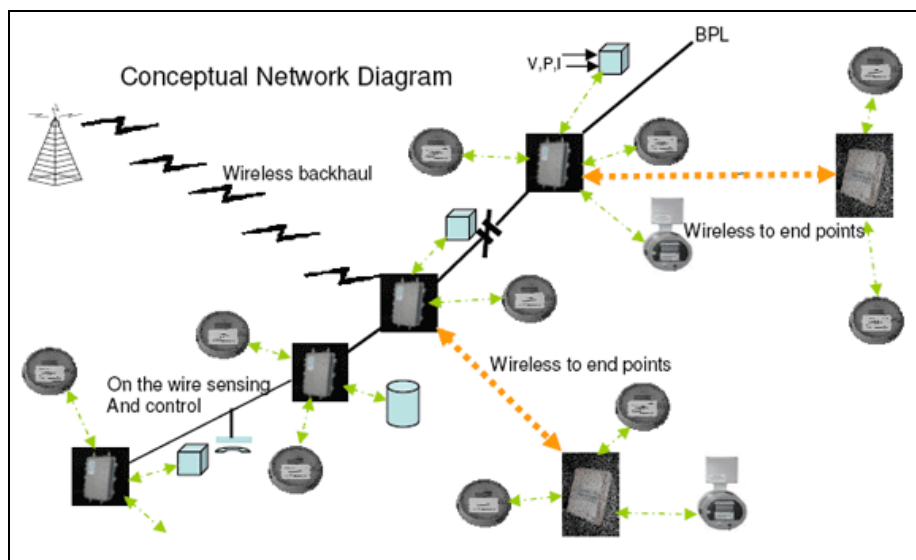 BPL
V,P,I
Conceptual Network Diagram
Wireless backhaul
Wireless to end points
Wireless to end points
On the wire sensing
And control